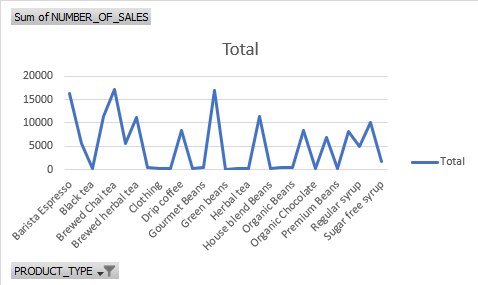 Sum of NUMBER_OF_SALES
Total
20000
15000
10000
5000
0
Barista Espresso
Black tea
Brewed Chai tea
Brewed herbal tea
Clothing
Drip coffee
Gourmet Beans
Green beans
Herbal tea
House blend Beans
Organic Beans
Organic Chocolate
Premium Beans
Regular syrup
Sugar free syrup
Total
PRODUCT_TYPE